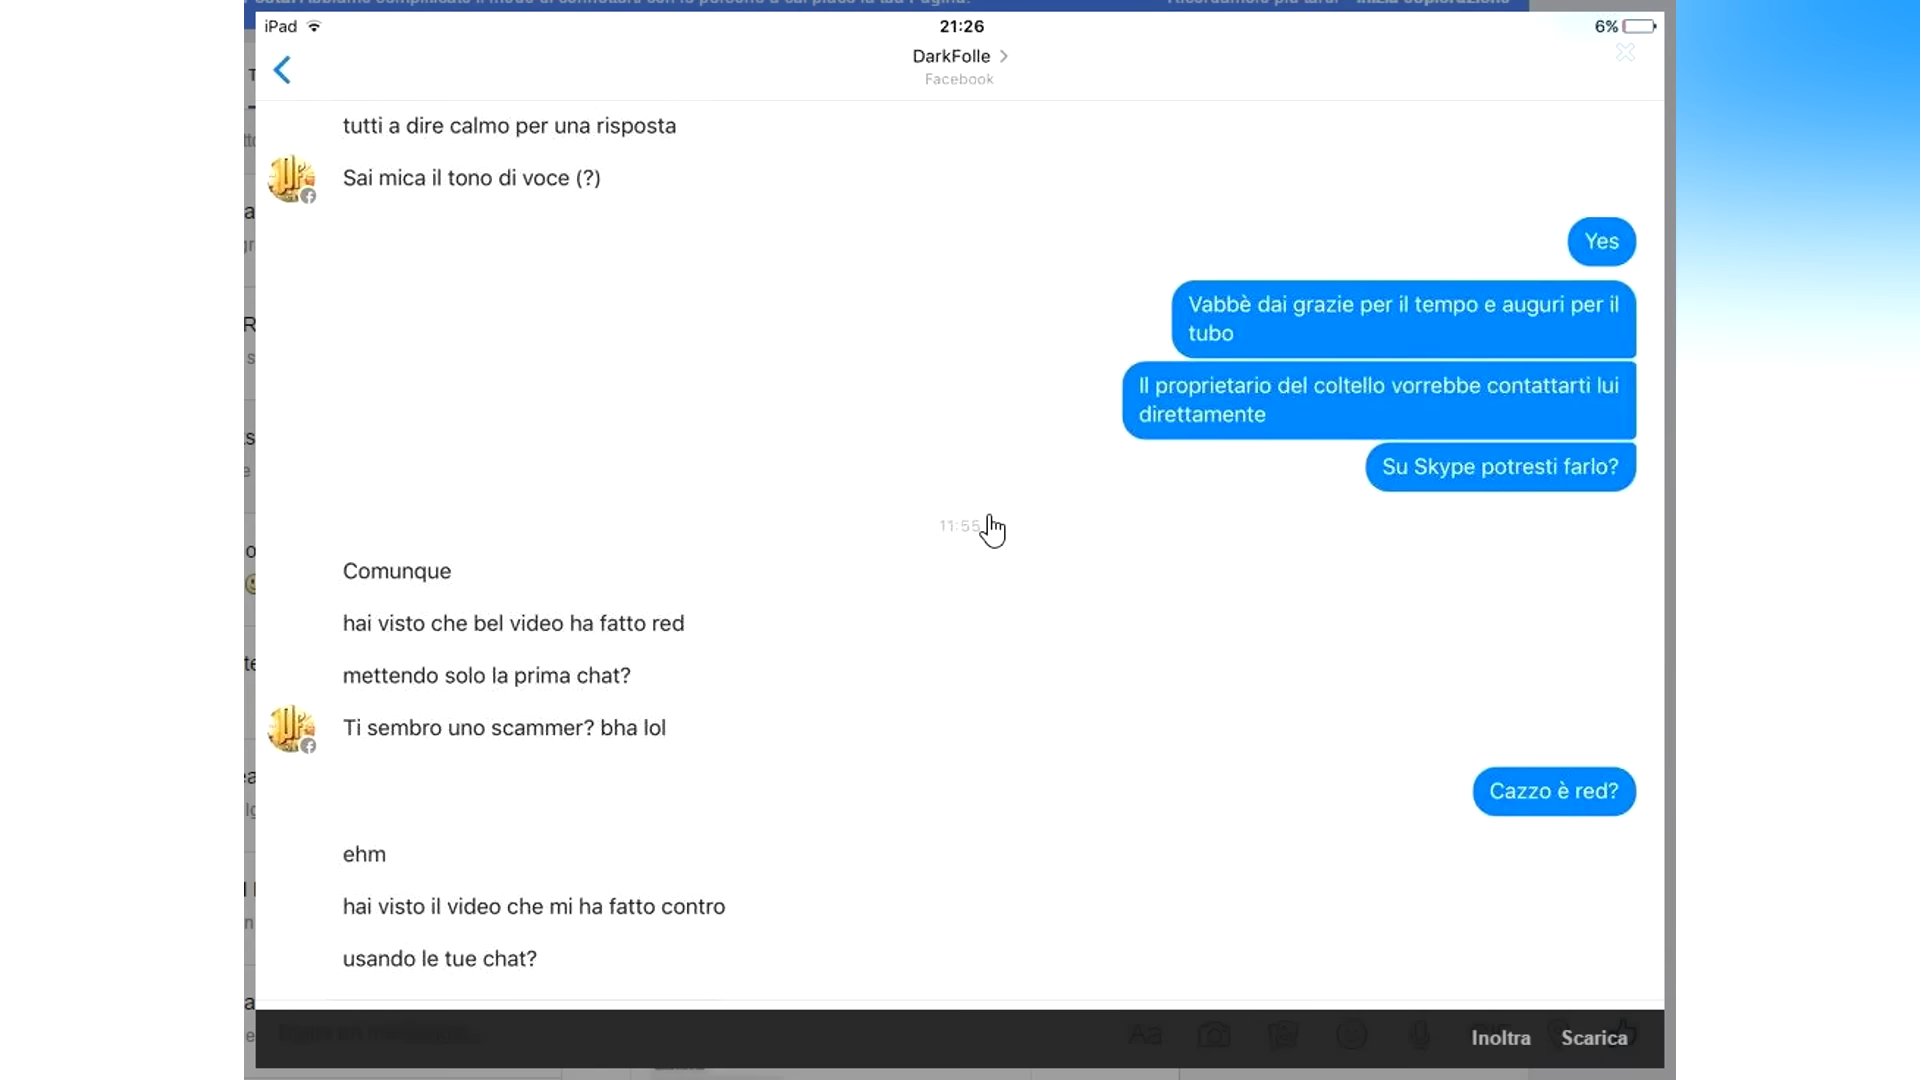 iPad
21:26
6%
DarkFolle
Facebook
tutti a dire calmo per una risposta
Sai mica il tono di voce (?)
Yes
Vabbè dai grazie per il tempo e auguri per il
tubo
Il proprietario del coltello vorrebbe contattarti lui
direttamente
Su Skype potresti farlo?
11:55
Comunque
hai visto che bel video ha fatto red
mettendo solo la prima chat?
Ti sembro uno scammer? bha lol
Cazzo è red?
ehm
hai visto il video che mi ha fatto contro
usando le tue chat?
Aa
Inoltra
Scarica